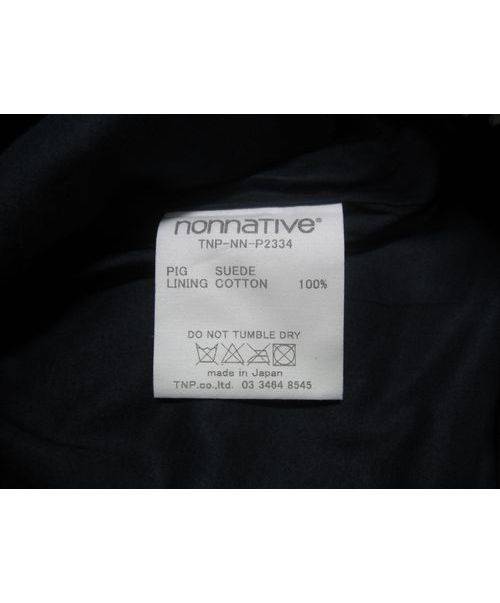 nonnative®
TNP-NN-P2334
PIG SUEDE
LINING COTTON 100%
DO NOT TUMBLE DRY
made in Japan
TNP.co.,ltd. 03 3464 8545